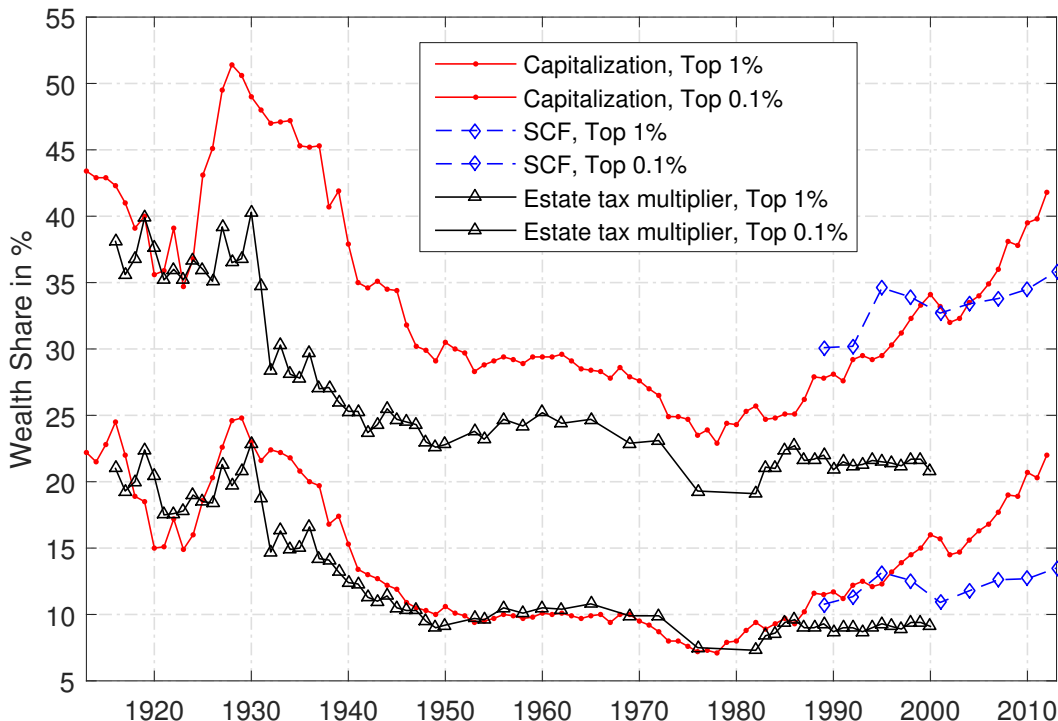 55
50
45
40
35
30
25
20
15
10
5
Wealth Share in %
Capitalization, Top 1%
Capitalization, Top 0.1%
SCF, Top 1%
SCF, Top 0.1%
Estate tax multiplier, Top 1%
Estate tax multiplier, Top 0.1%
1920 1930 1940 1950 1960 1970 1980 1990 2000 2010